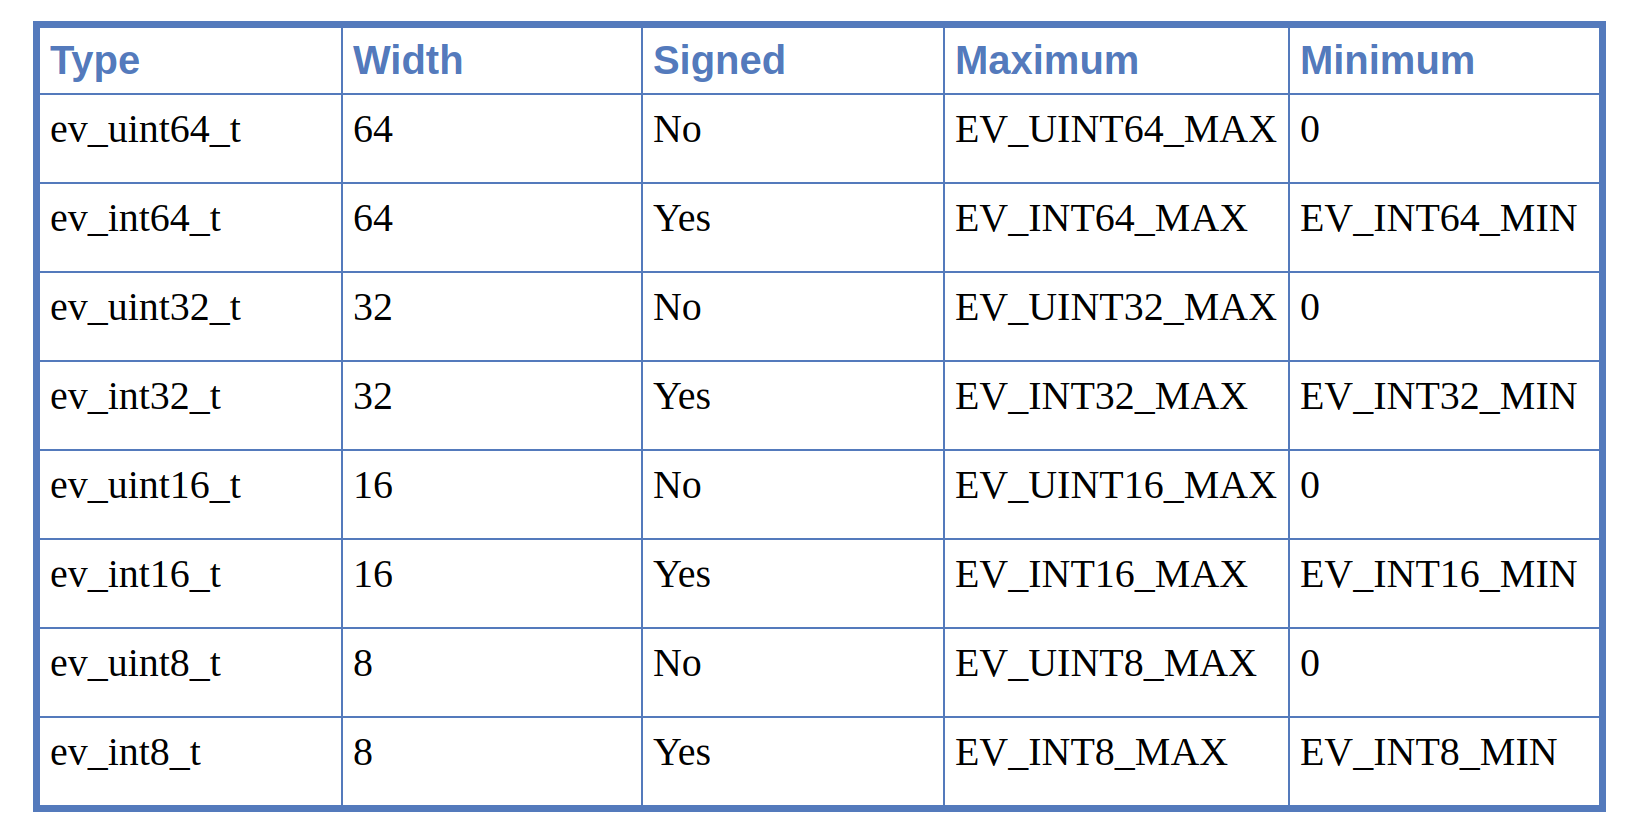 Type Width Signed Maximum Minimum
ev_uint64_t 64 No EV_UINT64_MAX 0
ev_int64_t 64 Yes EV_INT64_MAX EV_INT64_MIN
ev_uint32_t 32 No EV_UINT32_MAX 0
ev_int32_t 32 Yes EV_INT32_MAX EV_INT32_MIN
ev_uint16_t 16 No EV_UINT16_MAX 0
ev_int16_t 16 Yes EV_INT16_MAX EV_INT16_MIN
ev_uint8_t 8 No EV_UINT8_MAX 0
ev_int8_t 8 Yes EV_INT8_MAX EV_INT8_MIN